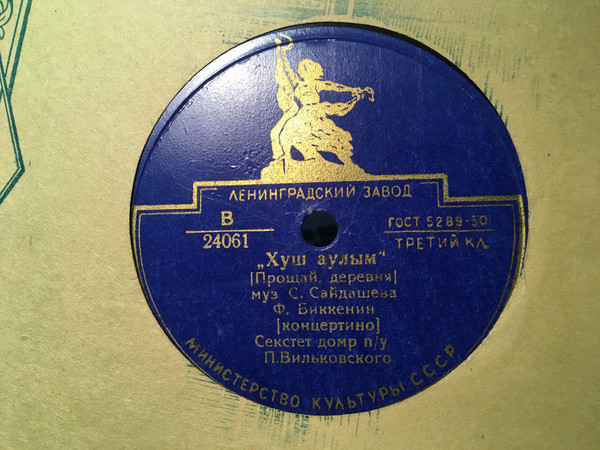 ЛЕНИНГРАДСКИЙ ЗАВОД
В
24061
ГОСТ 5289-50
ТРЕТИЙ КЛ.
„Хуш аулым“
[Прощай, деревня]
муз. С. Сайдашева
Ф. Биккенин
[концертино]
Секстет домр п/у
П.Вильковского
МИНИСТЕРСТВО КУЛЬТУРЫ СССР